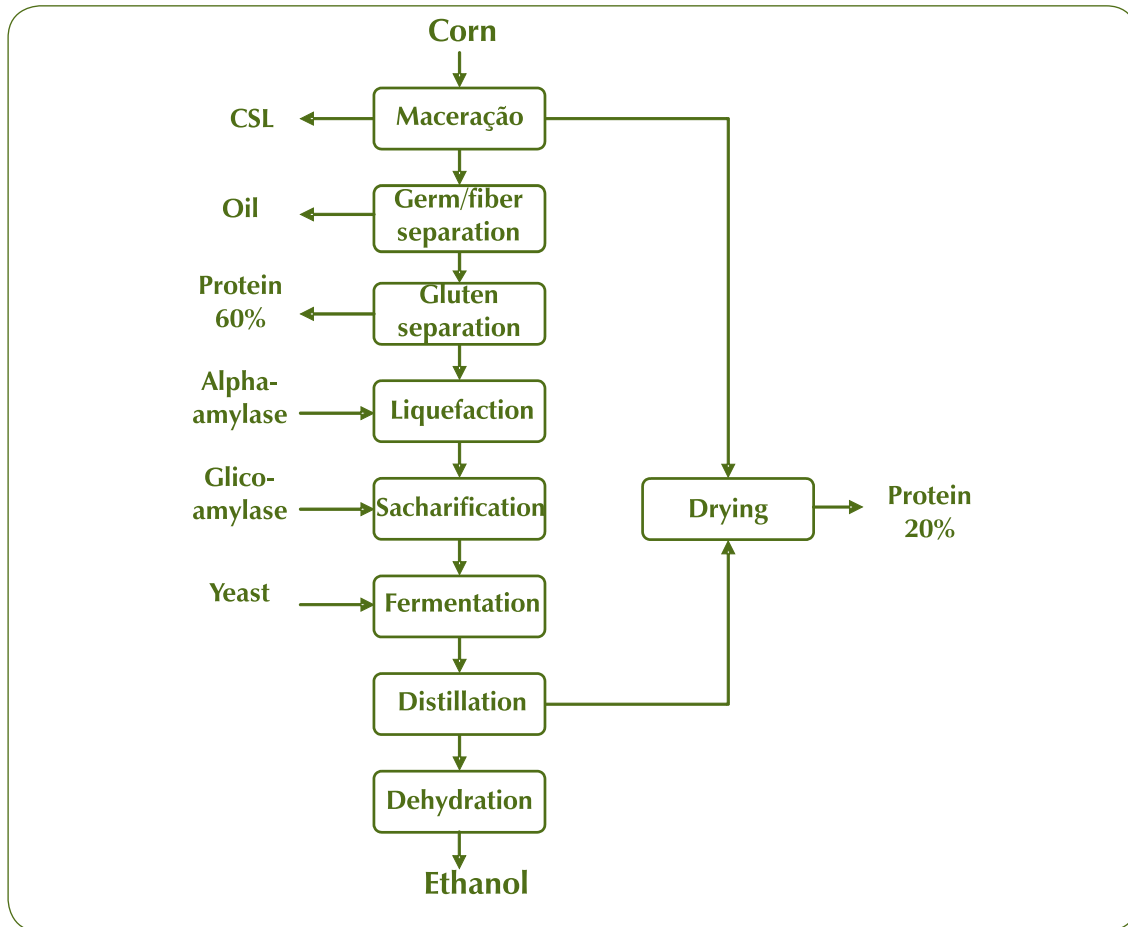 Corn
CSL
Maceração
Oil
Germ/fiber
separation
Protein
60%
Gluten
separation
Alpha-
amylase
Liquefaction
Glico-
amylase
Sacharification
Drying
Protein
20%
Yeast
Fermentation
Distillation
Dehydration
Ethanol